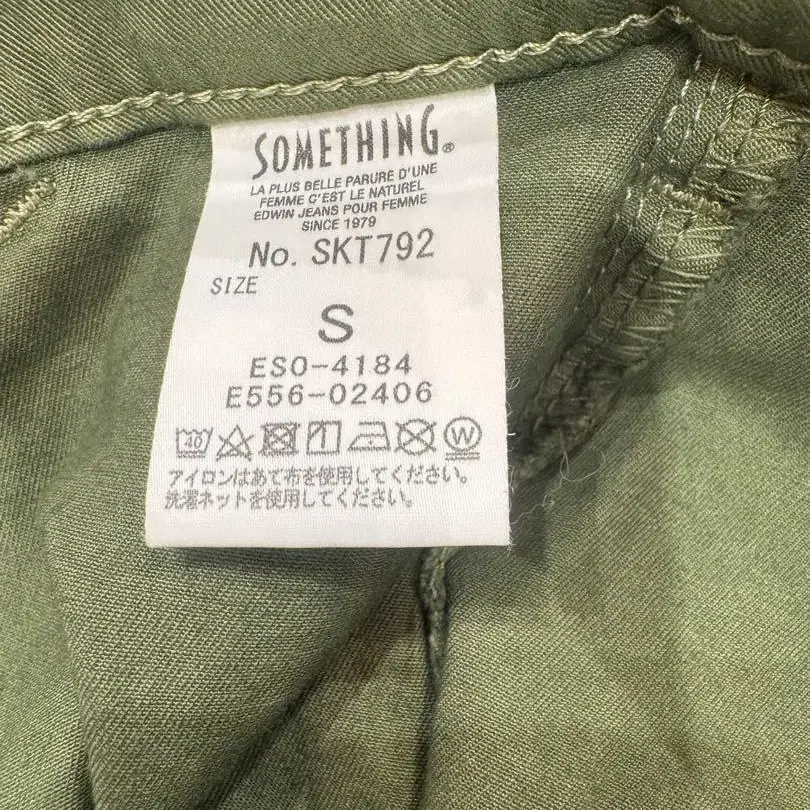 SOMETHING®
LA PLUS BELLE PARURE D'UNE
FEMME C'EST LE NATUREL
EDWIN JEANS POUR FEMME
SINCE 1979
No. SKT792
SIZE
S
ES0-4184
E556-02406
40 W
アイロンはあて布を使用してください。
洗濯ネットを使用してください。